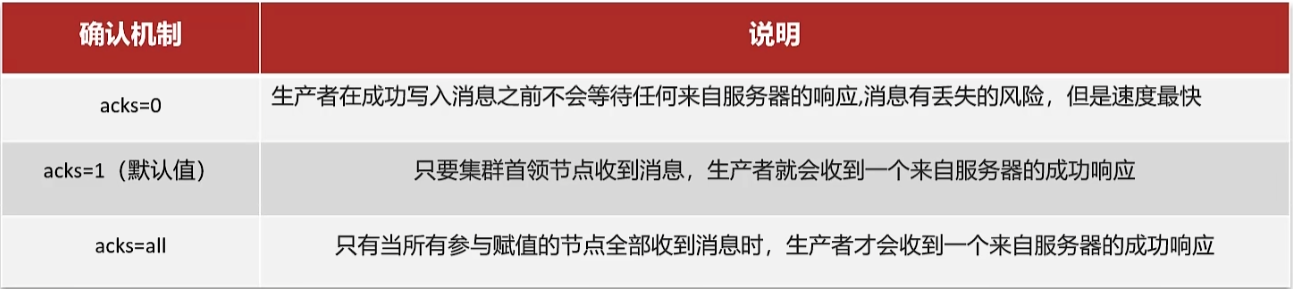 确认机制 说明
acks=0 生产者在成功写入消息之前不会等待任何来自服务器的响应,消息有丢失的风险，但是速度最快
acks=1（默认值） 只要集群首领节点收到消息，生产者就会收到一个来自服务器的成功响应
acks=all 只有当所有参与赋值的节点全部收到消息时，生产者才会收到一个来自服务器的成功响应